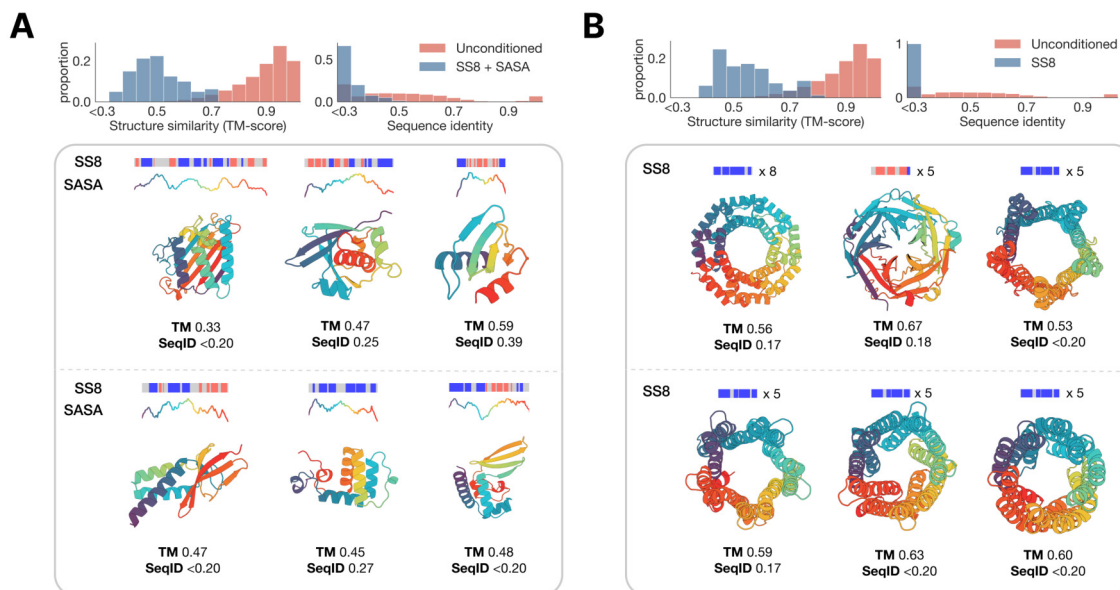 A
proportion
0.2
0.0
<0.3 0.5 0.7 0.9
Structure similarity (TM-score)
0.5
0.0
<0.3 0.5 0.7 0.9
Sequence identity
Unconditioned
SS8 + SASA
SS8
SASA
TM 0.33
SeqID <0.20
TM 0.47
SeqID 0.25
TM 0.59
SeqID 0.39
SS8
SASA
TM 0.47
SeqID <0.20
TM 0.45
SeqID 0.27
TM 0.48
SeqID <0.20
B
proportion
0.2
0.0
<0.3 0.5 0.7 0.9
Structure similarity (TM-score)
1
0
<0.3 0.5 0.7 0.9
Sequence identity
Unconditioned
SS8
SS8
x 8
x 5
x 5
TM 0.56
SeqID 0.17
TM 0.67
SeqID 0.18
TM 0.53
SeqID <0.20
SS8
x 5
x 5
x 5
TM 0.59
SeqID 0.17
TM 0.63
SeqID <0.20
TM 0.60
SeqID <0.20